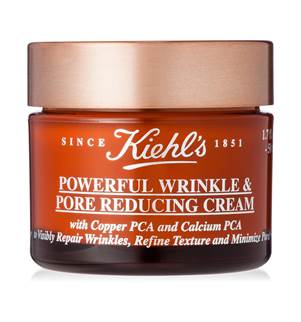 SINCE Kiehl's 1851
POWERFUL WRINKLE &
PORE REDUCING CREAM
with Copper PCA and Calcium PCA
Visibly Repair Wrinkles, Refine Texture and Minimize